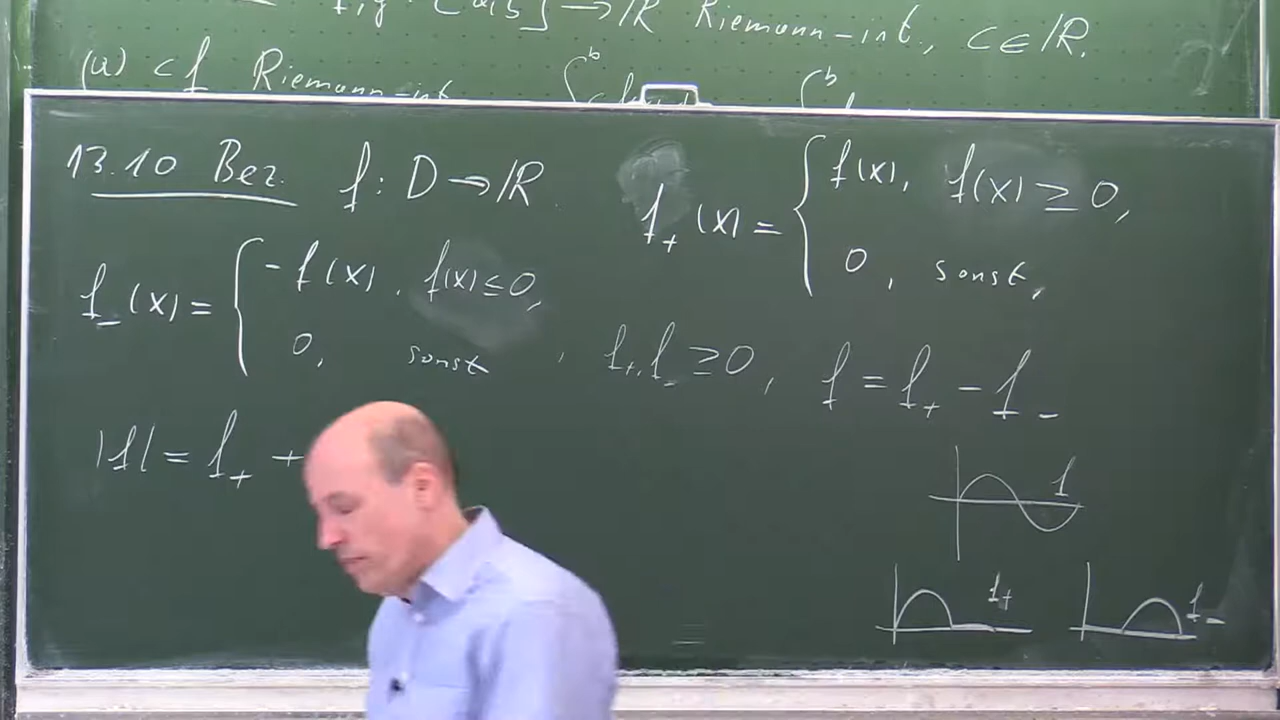 f, g: [a,b] → ℝ Riemann-int., c ∈ ℝ.
(a) cf Riemann-int
13.10 Bez. f: D → ℝ.
f₊(x) = { f(x), f(x) ≥ 0,
0, sonst,
f₋(x) = { -f(x), f(x) ≤ 0,
0, sonst, f₊, f₋ ≥ 0, f = f₊ - f₋
|f| = f₊ +
f
f₊ f₋